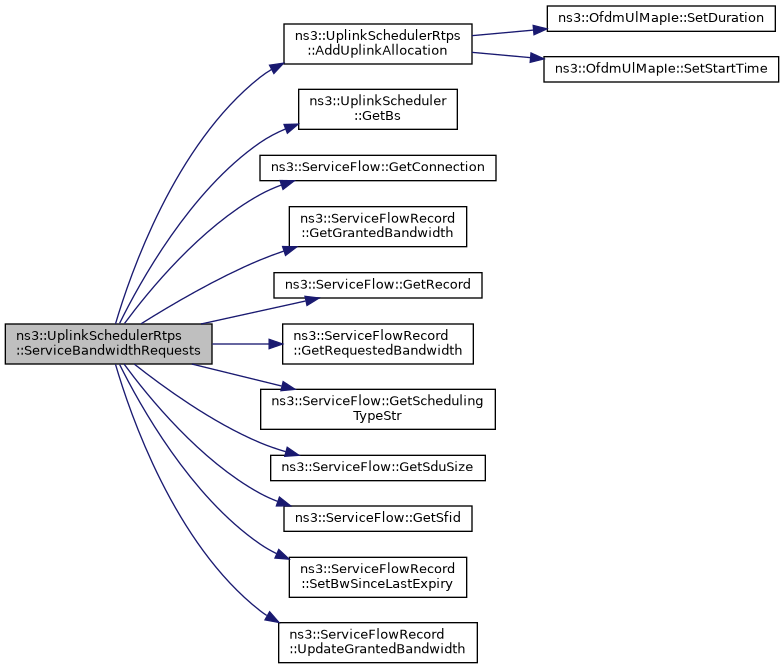 ns3::UplinkSchedulerRtps
::ServiceBandwidthRequests
ns3::UplinkSchedulerRtps
::AddUplinkAllocation
ns3::OfdmUlMapIe::SetDuration
ns3::OfdmUlMapIe::SetStartTime
ns3::UplinkScheduler
::GetBs
ns3::ServiceFlow::GetConnection
ns3::ServiceFlowRecord
::GetGrantedBandwidth
ns3::ServiceFlow::GetRecord
ns3::ServiceFlowRecord
::GetRequestedBandwidth
ns3::ServiceFlow::GetScheduling
TypeStr
ns3::ServiceFlow::GetSduSize
ns3::ServiceFlow::GetSfid
ns3::ServiceFlowRecord
::SetBwSinceLastExpiry
ns3::ServiceFlowRecord
::UpdateGrantedBandwidth